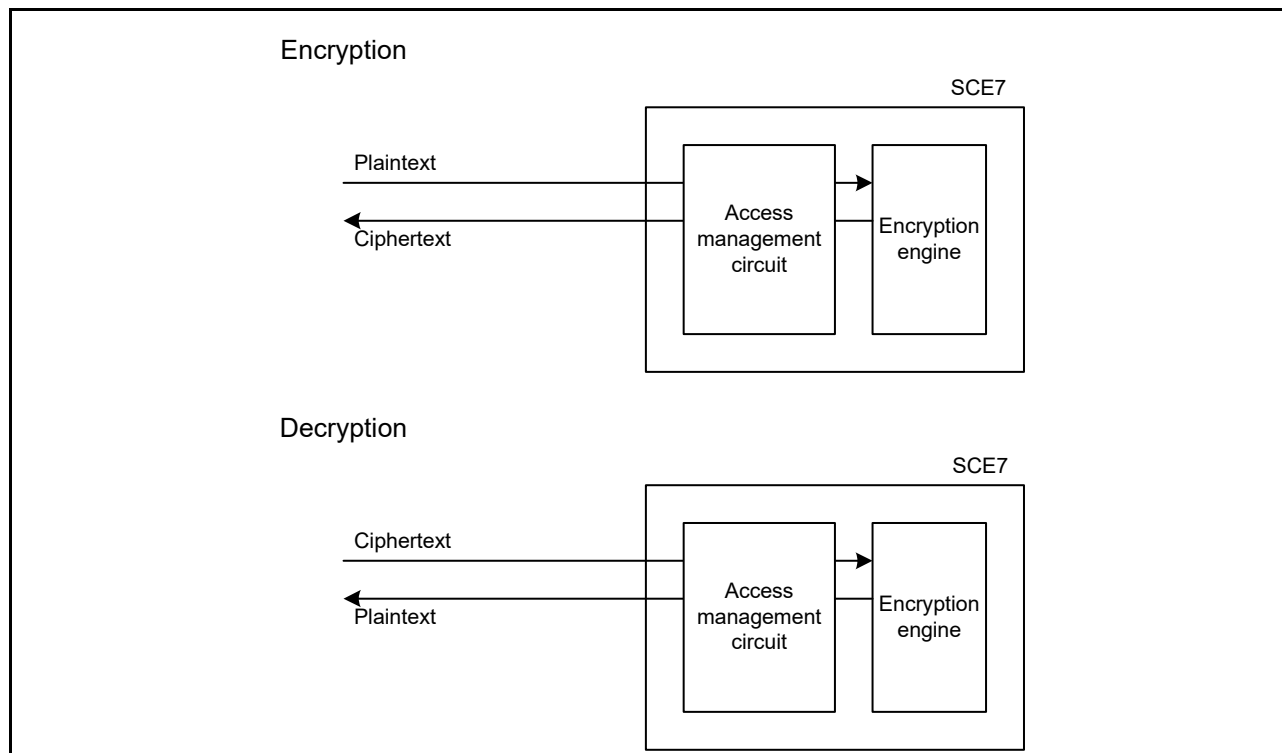 Encryption
SCE7
Plaintext
Ciphertext
Access
management
circuit
Encryption
engine
Decryption
SCE7
Ciphertext
Plaintext
Access
management
circuit
Encryption
engine